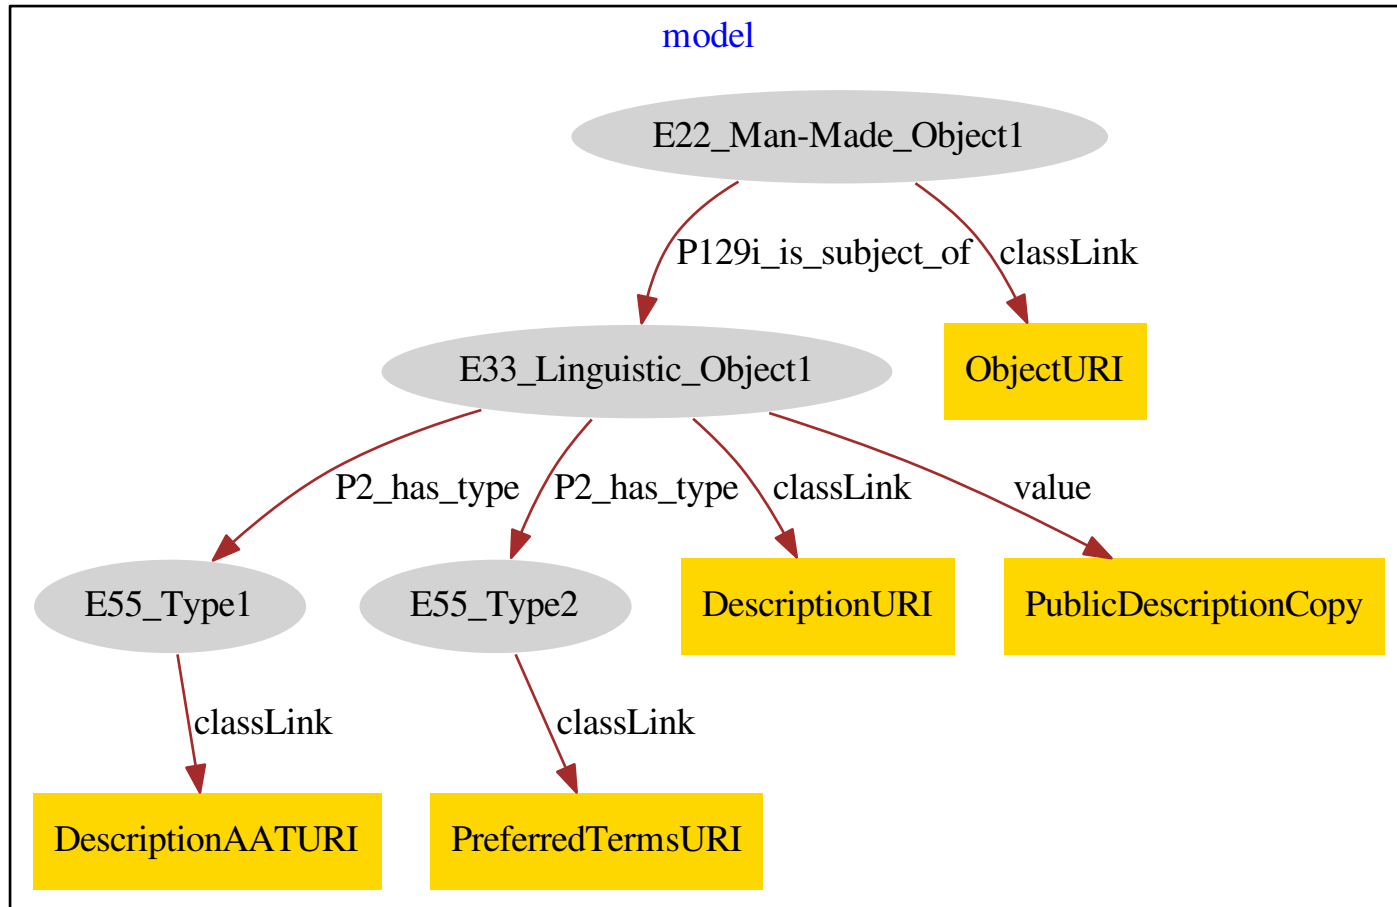 model
E22_Man-Made_Object1
P129i_is_subject_of
classLink
E33_Linguistic_Object1
ObjectURI
P2_has_type
P2_has_type
classLink
value
E55_Type1
E55_Type2
DescriptionURI
PublicDescriptionCopy
classLink
classLink
DescriptionAATURI
PreferredTermsURI